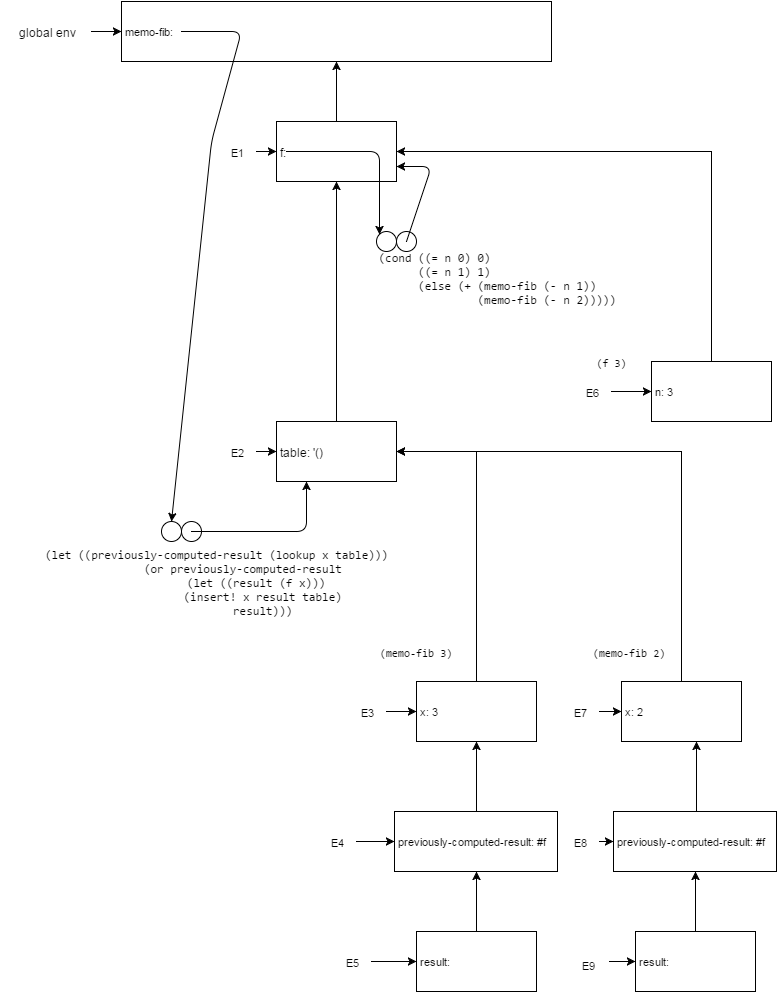 global env
memo-fib:
E1
f:
(cond ((= n 0) 0)
((= n 1) 1)
(else (+ (memo-fib (- n 1))
(memo-fib (- n 2)))))
(f 3)
E6
n: 3
E2
table: '()
(let ((previously-computed-result (lookup x table)))
(or previously-computed-result
(let ((result (f x)))
(insert! x result table)
result)))
(memo-fib 3)
(memo-fib 2)
E3
x: 3
E7
x: 2
E4
previously-computed-result: #f
E8
previously-computed-result: #f
E5
result:
E9
result: